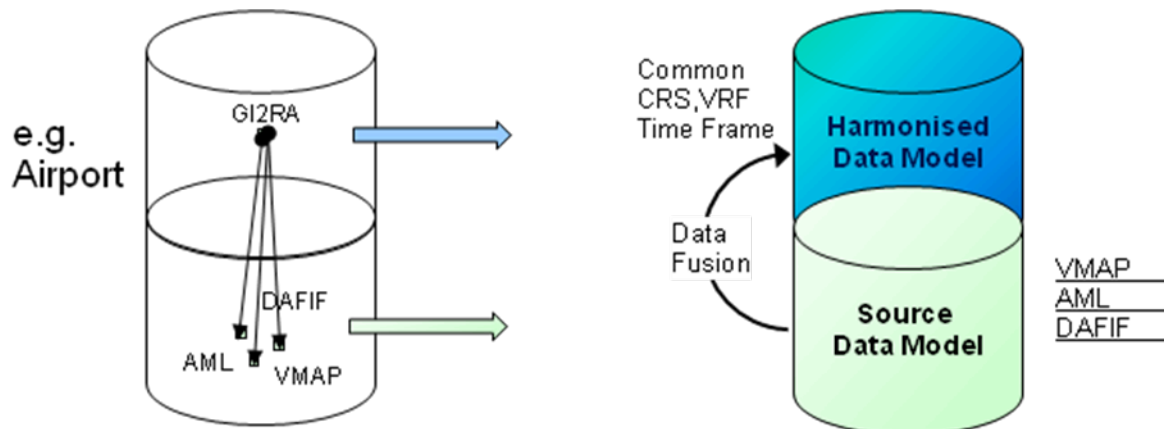 e.g.
Airport
GI2RA
DAFIF
AML
VMAP
Common
CRS,VRF
Time Frame
Harmonised
Data Model
Data
Fusion
Source
Data Model
VMAP
AML
DAFIF